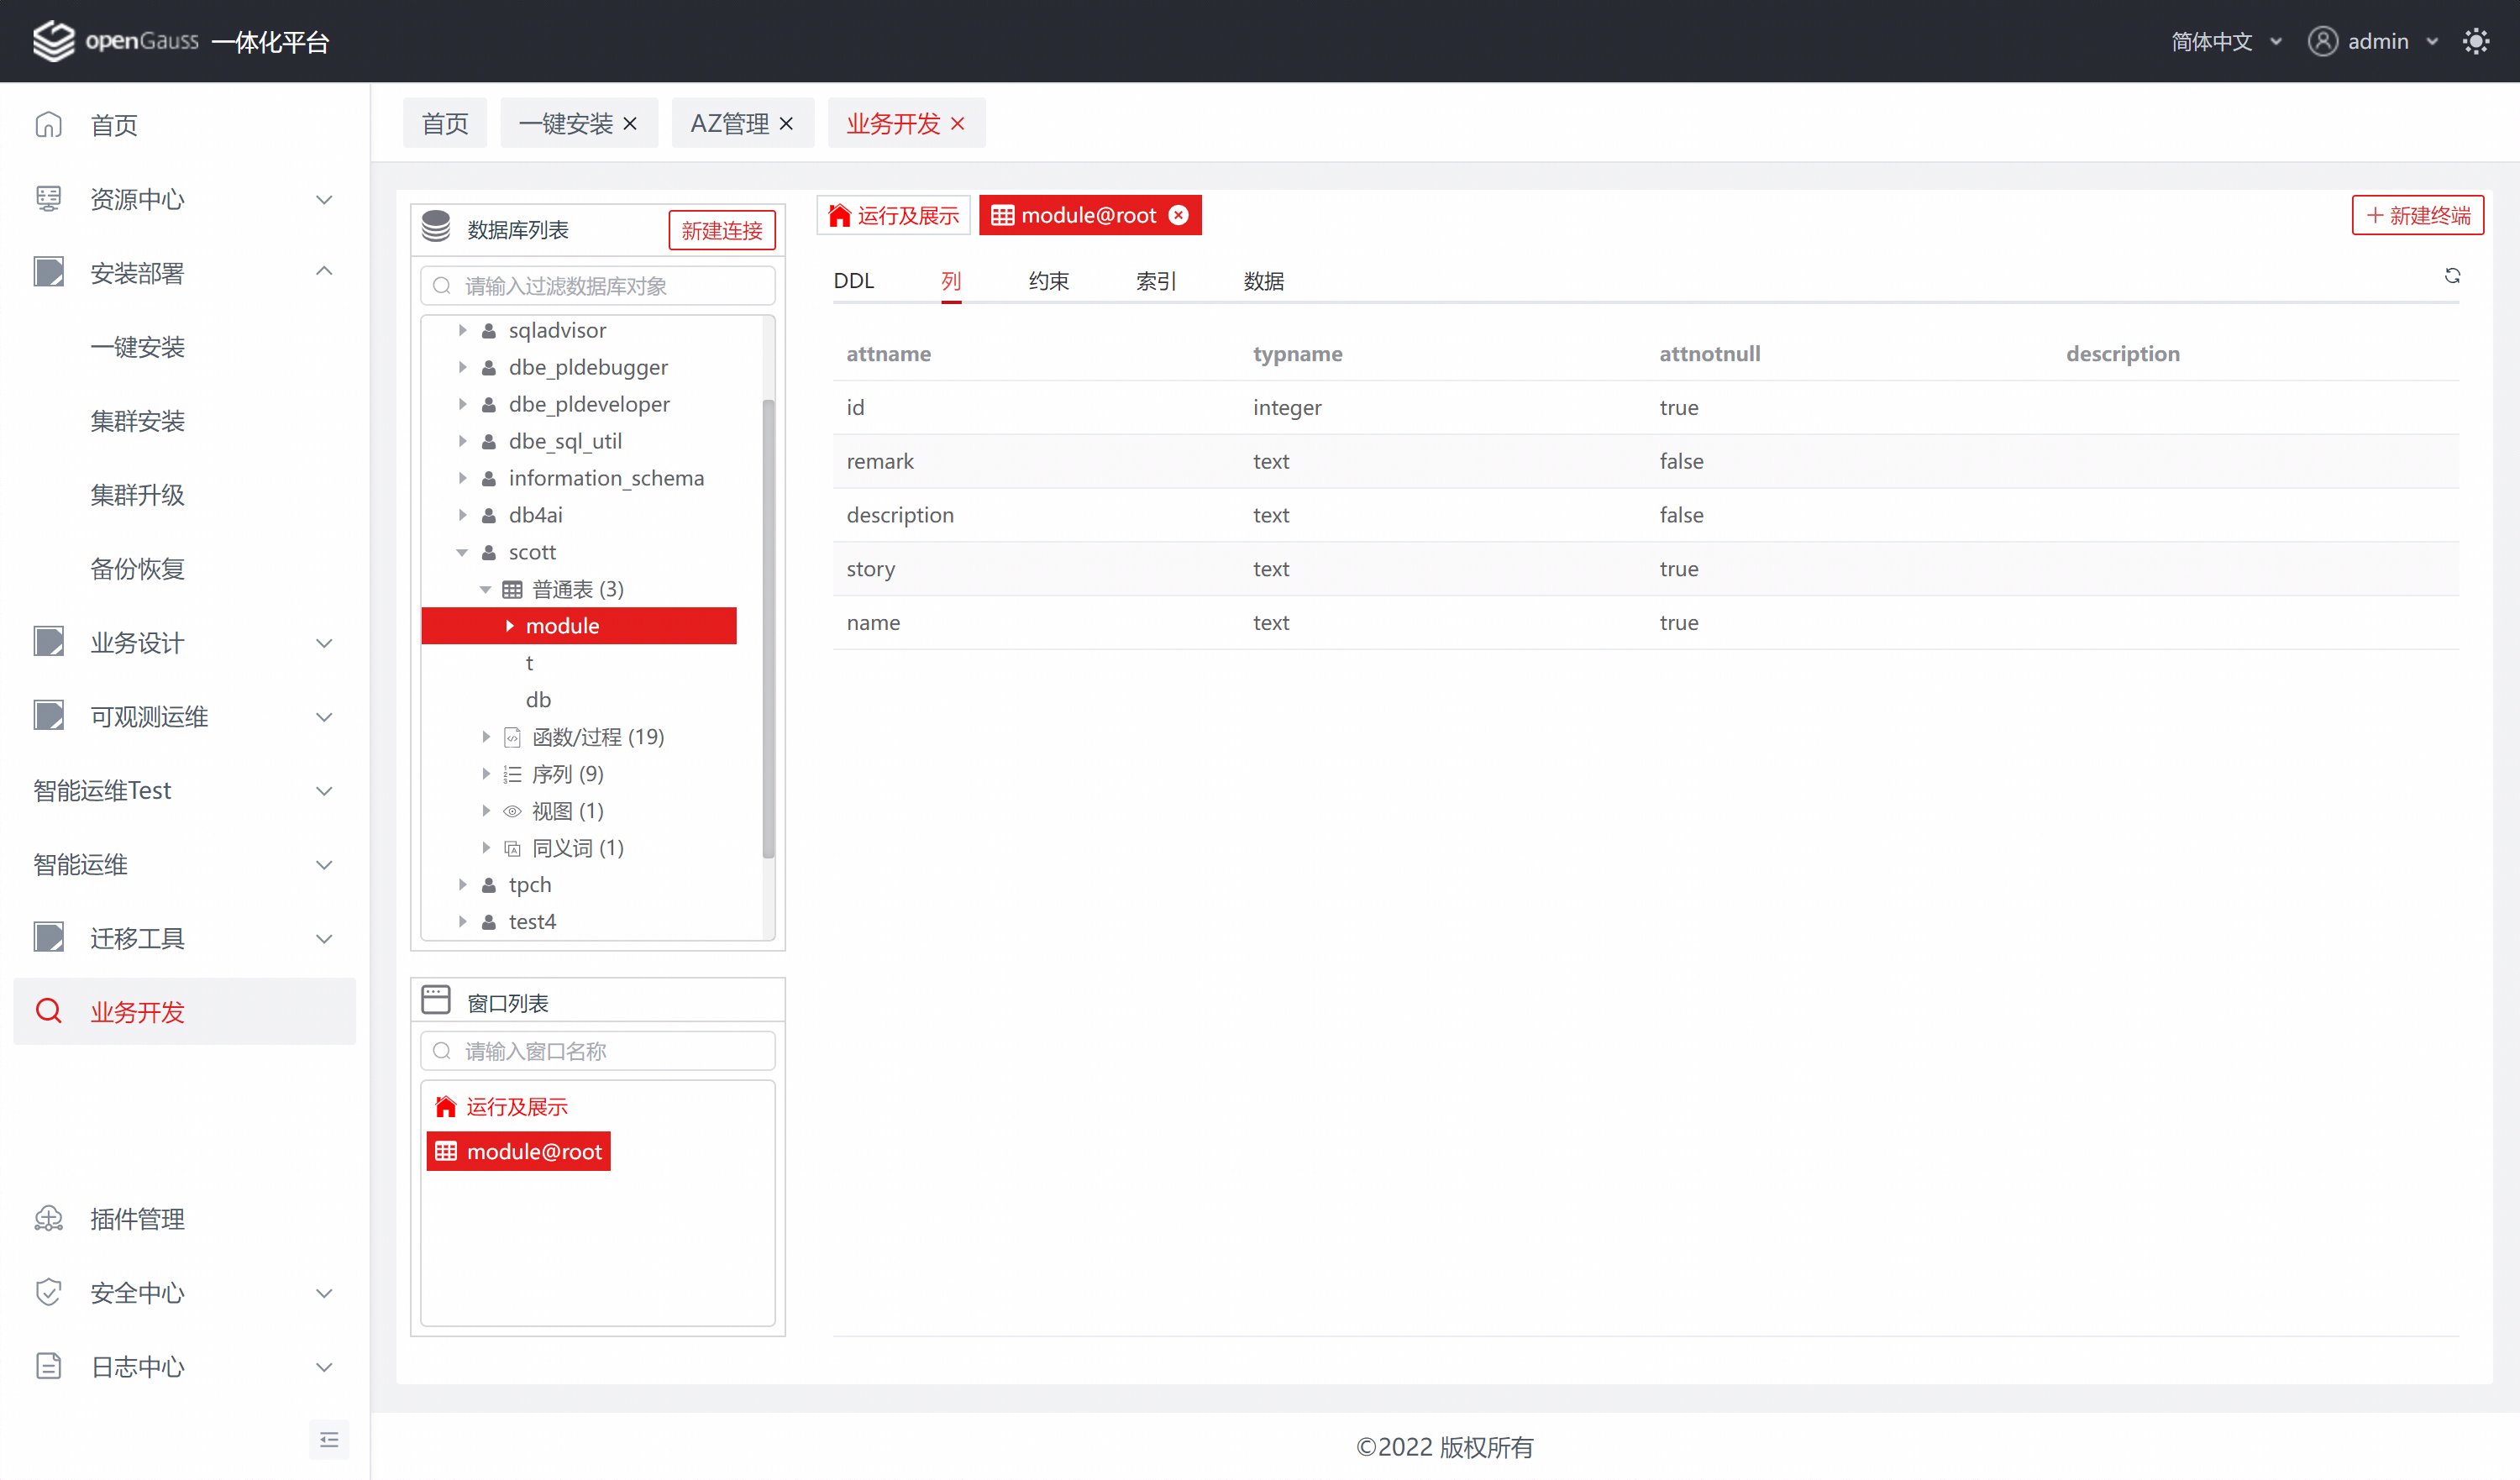 openGauss 一体化平台
简体中文
admin
首页
资源中心
安装部署
一键安装
集群安装
集群升级
备份恢复
业务设计
可观测运维
智能运维Test
智能运维
迁移工具
业务开发
插件管理
安全中心
日志中心
首页
一键安装
AZ管理
业务开发
数据库列表
新建连接
请输入过滤数据库对象
sqladvisor
dbe_pldebugger
dbe_pldeveloper
dbe_sql_util
information_schema
db4ai
scott
普通表 (3)
module
t
db
函数/过程 (19)
序列 (9)
视图 (1)
同义词 (1)
tpch
test4
窗口列表
请输入窗口名称
运行及展示
module@root
运行及展示
module@root
新建终端
DDL 列 约束 索引 数据
attname typname attnotnull description
id integer true
remark text false
description text false
story text true
name text true
©2022 版权所有